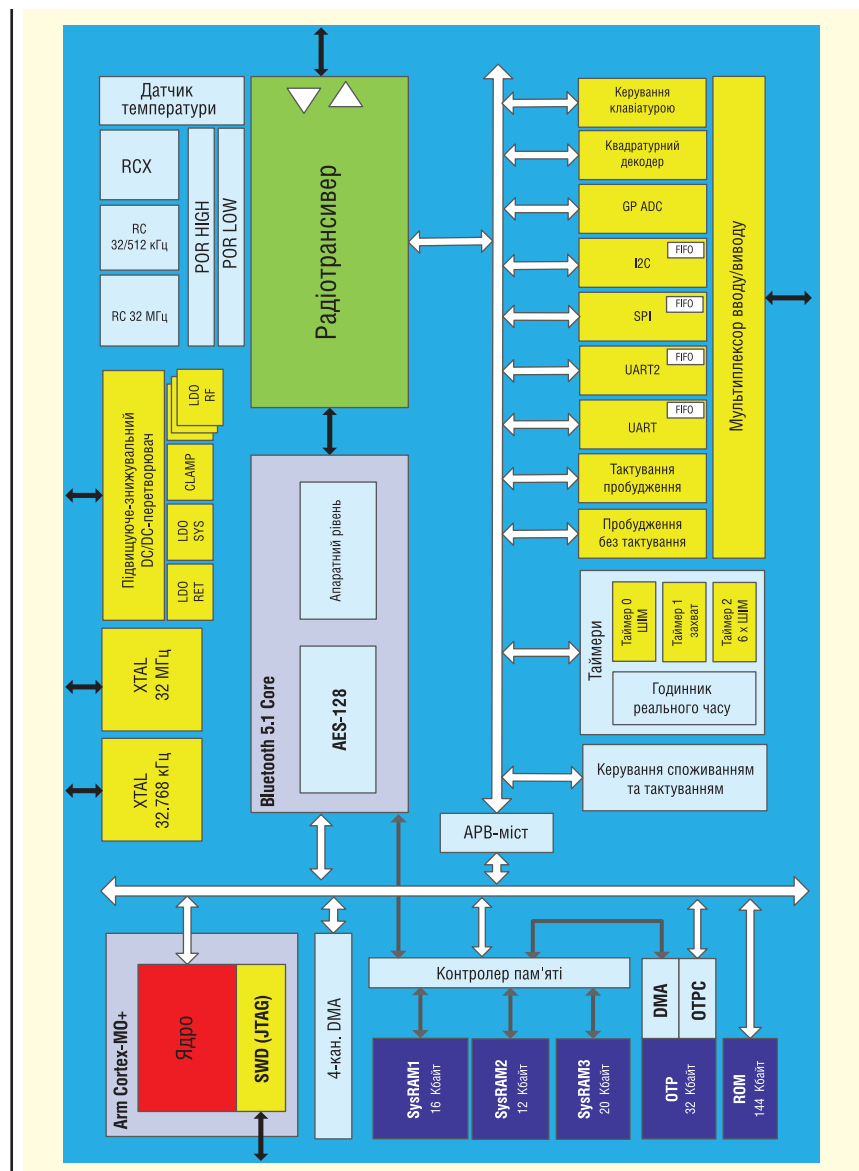 Датчик
температури
RCX
RC
32/512 кГц
RC 32 МГц
POR HIGH
POR LOW
Радіотрансивер
Керування
клавіатурою
Квадратурний
декодер
GP ADC
I2C
FIFO
SPI
FIFO
UART2
FIFO
UART
FIFO
Тактування
пробудження
Пробудження
без тактування
Мультиплексор вводу/виводу
Підвищуюче-знижувальний
DC/DC-перетворювач
LDO
RF
CLAMP
LDO
SYS
LDO
RET
XTAL
32 МГц
XTAL
32.768 кГц
Bluetooth 5.1 Core
Апаратний рівень
AES-128
Таймери
Таймер 0
ШІМ
Таймер 1
захват
Таймер 2
6 x ШІМ
Годинник
реального часу
Керування споживанням
та тактуванням
APB-міст
Arm Cortex-MO+
Ядро
SWD (JTAG)
4-кан. DMA
Контролер пам'яті
SysRAM1
16 Кбайт
SysRAM2
12 Кбайт
SysRAM3
20 Кбайт
DMA
OTPC
OTP
32 Кбайт
ROM
144 Кбайт